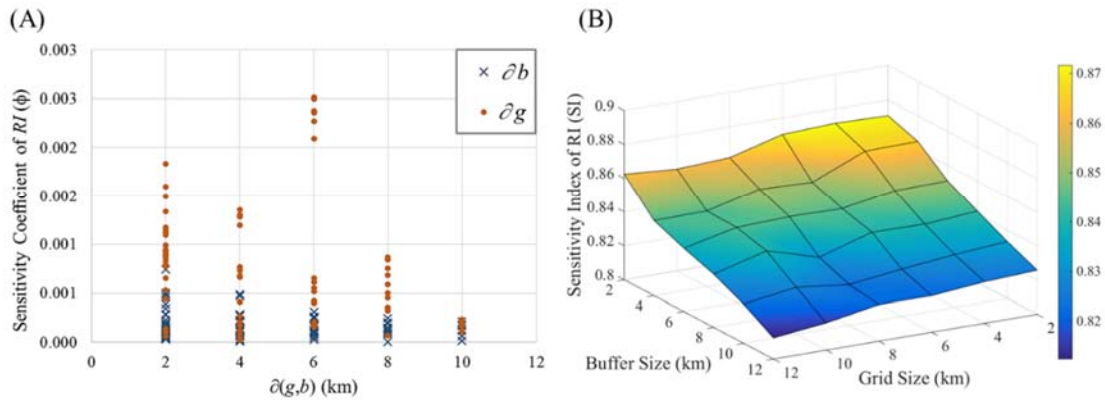 (A)
Sensitivity Coefficient of RI (ϕ)
0.003
0.003
0.002
0.002
0.001
0.001
0.000
0 2 4 6 8 10 12
∂(g,b) (km)
∂b
∂g
(B)
Sensitivity Index of RI (SI)
0.9
0.88
0.86
0.84
0.82
0.8
2 4 6 8 10 12
Buffer Size (km)
12 10 8 6 4 2
Grid Size (km)
0.87
0.86
0.85
0.84
0.83
0.82